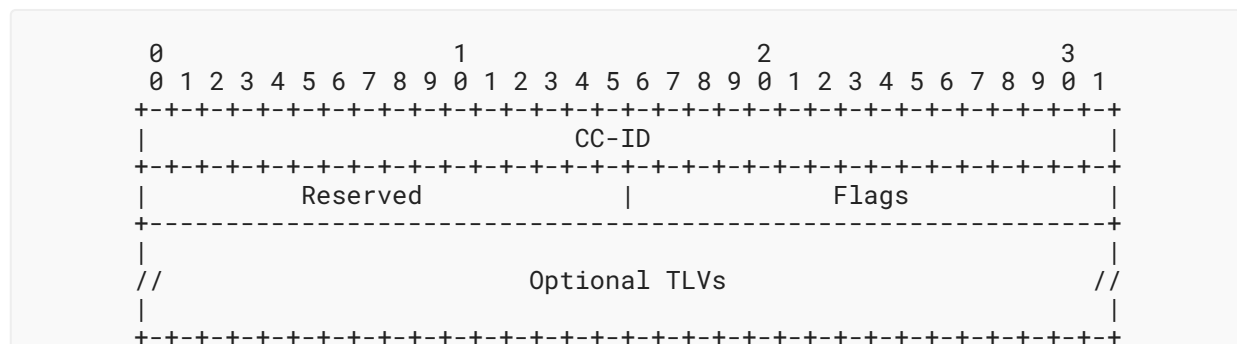 0                   1                   2                   3
 0 1 2 3 4 5 6 7 8 9 0 1 2 3 4 5 6 7 8 9 0 1 2 3 4 5 6 7 8 9 0 1
+-+-+-+-+-+-+-+-+-+-+-+-+-+-+-+-+-+-+-+-+-+-+-+-+-+-+-+-+-+-+-+-+
|                            CC-ID                              |
+-+-+-+-+-+-+-+-+-+-+-+-+-+-+-+-+-+-+-+-+-+-+-+-+-+-+-+-+-+-+-+-+
|          Reserved             |             Flags             |
+---------------------------------------------------------------+
|                                                               |
//                        Optional TLVs                        //
|                                                               |
+-+-+-+-+-+-+-+-+-+-+-+-+-+-+-+-+-+-+-+-+-+-+-+-+-+-+-+-+-+-+-+-+